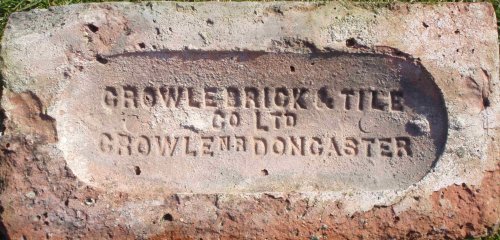 CROWLE BRICK & TILE
CO LTD
CROWLE NR DONCASTER